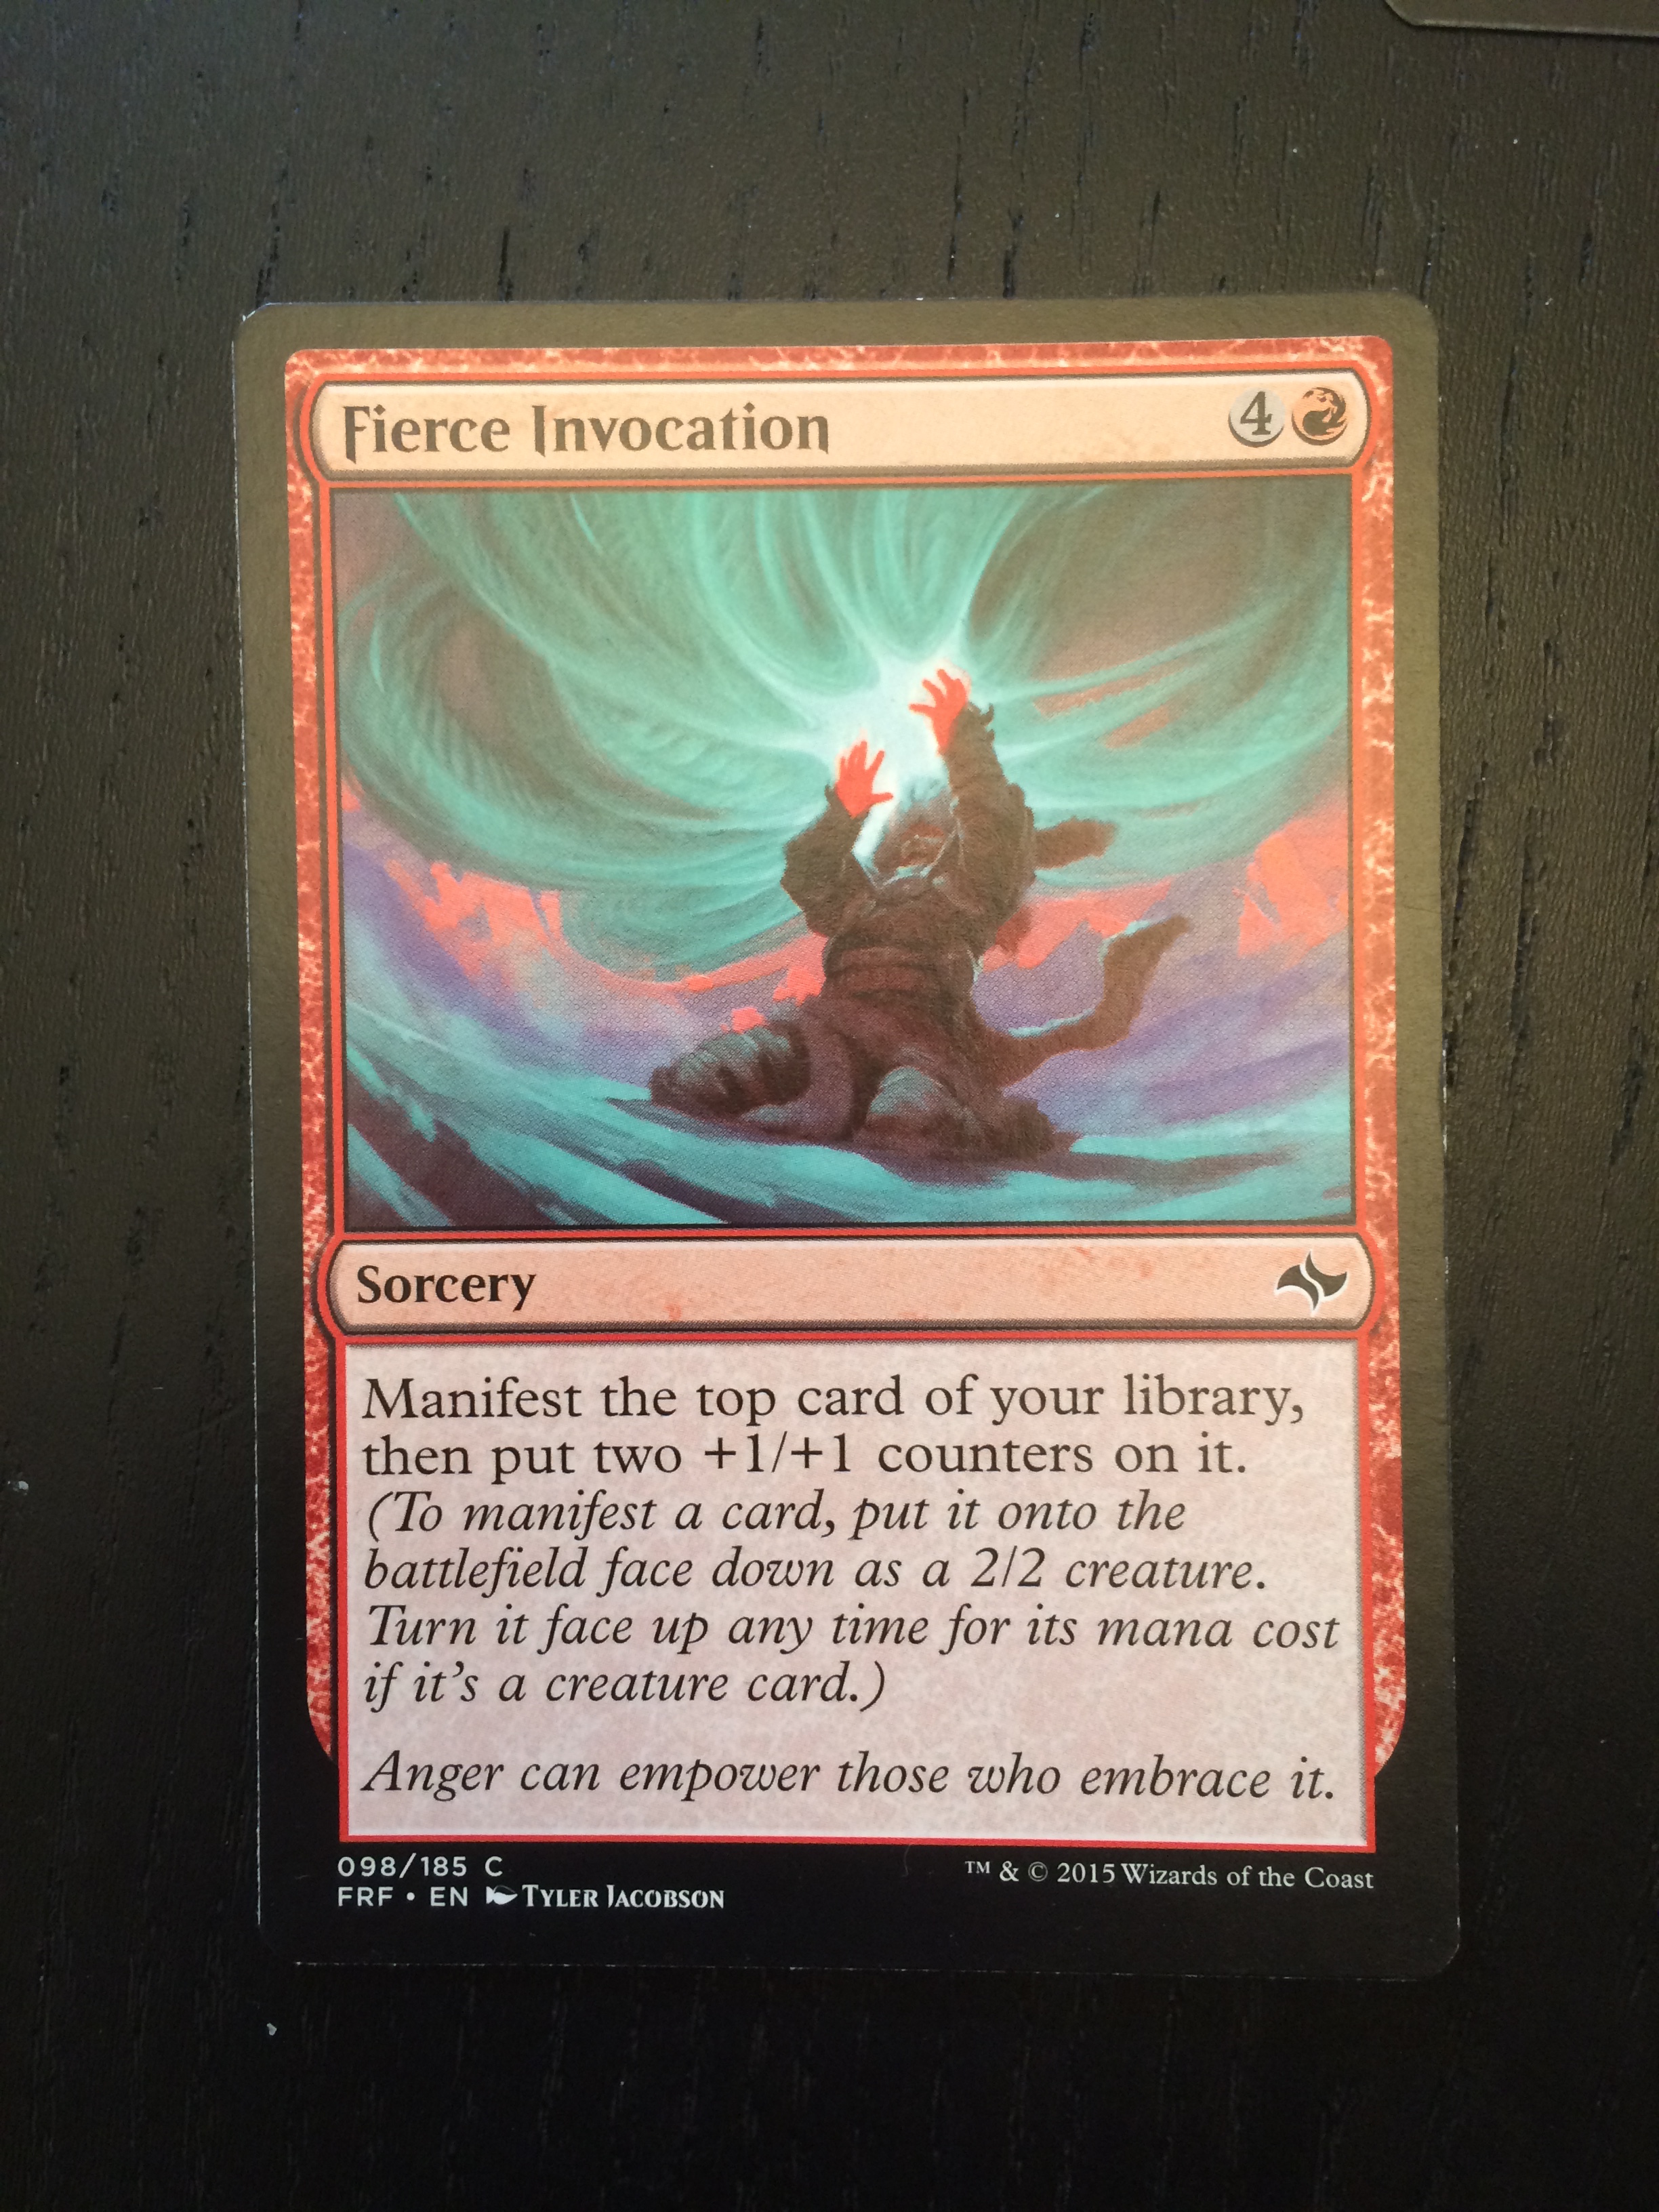 Fierce Invocation 4
Sorcery
Manifest the top card of your library,
then put two +1/+1 counters on it.
(To manifest a card, put it onto the
battlefield face down as a 2/2 creature.
Turn it face up any time for its mana cost
if it's a creature card.)
Anger can empower those who embrace it.
098/185 C
FRF • EN TYLER JACOBSON
™ & © 2015 Wizards of the Coast